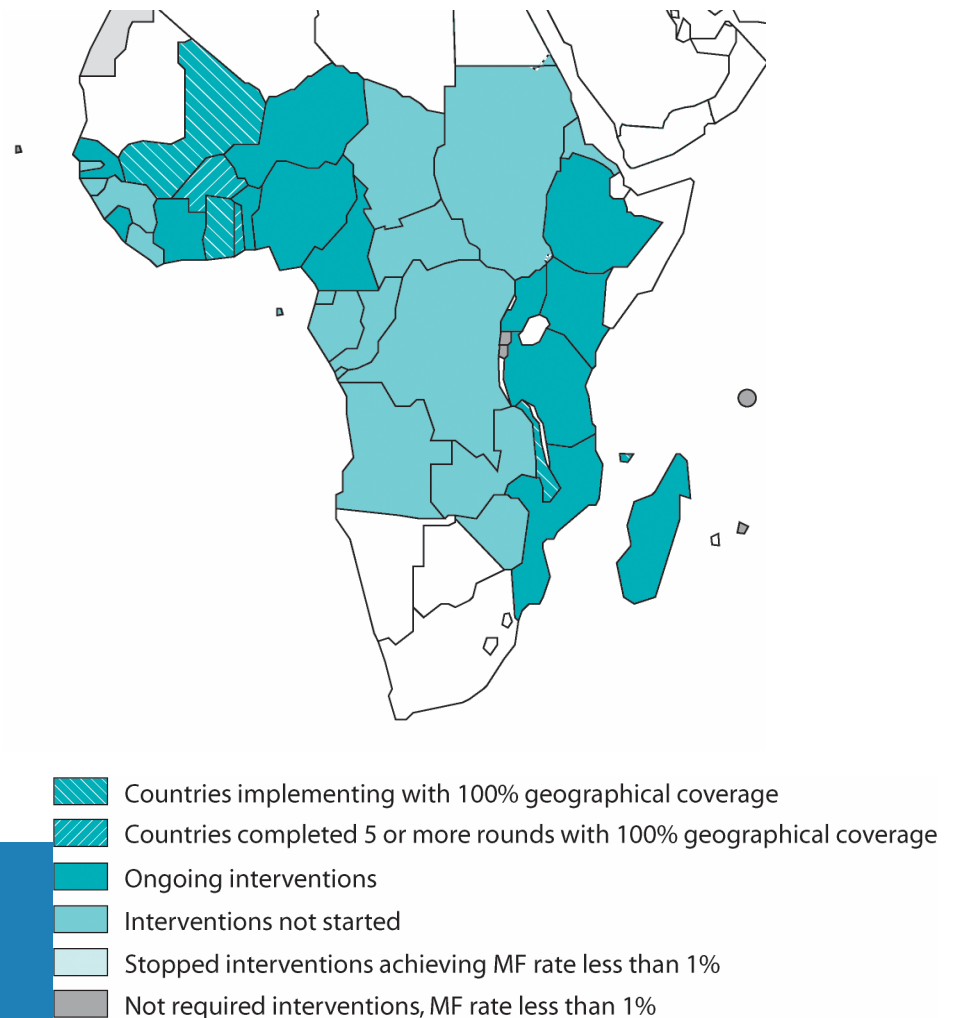 Countries implementing with 100% geographical coverage
Countries completed 5 or more rounds with 100% geographical coverage
Ongoing interventions
Interventions not started
Stopped interventions achieving MF rate less than 1%
Not required interventions, MF rate less than 1%